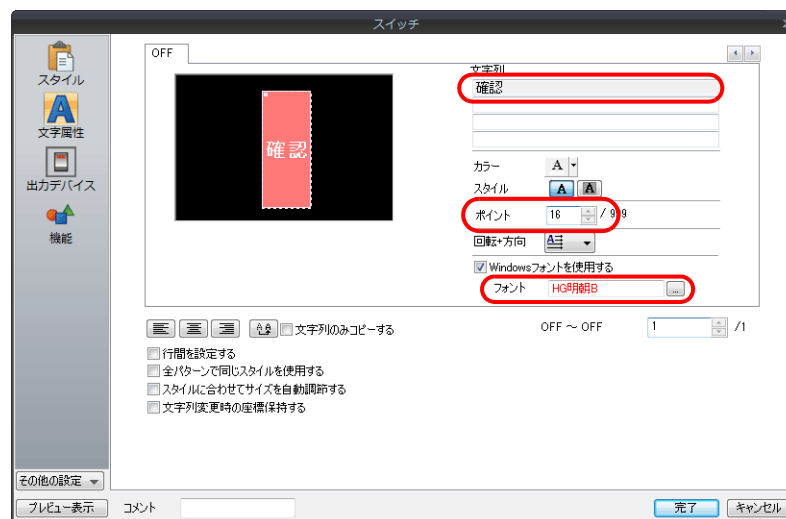 スイッチ
スタイル
文字属性
出力デバイス
機能
その他の設定
OFF
確認
文字列
確認
カラー A
スタイル A A
ポイント 16 / 9 9
回転+方向 A
Windowsフォントを使用する
フォント HG明朝B ...
文字列のみコピーする
OFF ～ OFF 1 /1
行間を設定する
全パターンで同じスタイルを使用する
スタイルに合わせてサイズを自動調節する
文字列変更時の座標保持する
プレビュー表示 コメント 完了 キャンセル